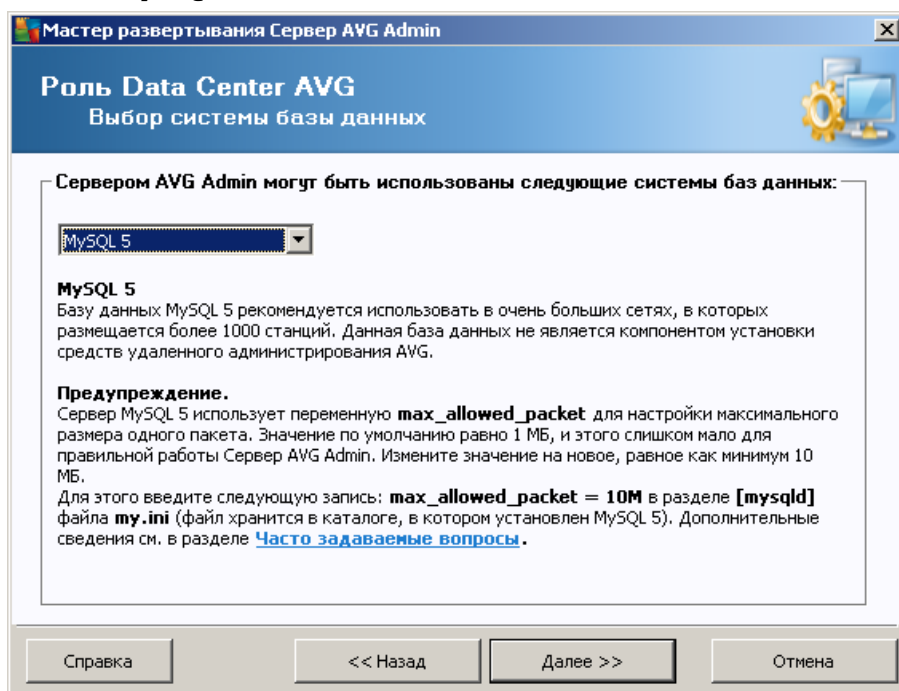 Мастер развертывания Сервер AVG Admin
Роль Data Center AVG
Выбор системы базы данных
Сервером AVG Admin могут быть использованы следующие системы баз данных:
MySQL 5
MySQL 5
Базу данных MySQL 5 рекомендуется использовать в очень больших сетях, в которых
размещается более 1000 станций. Данная база данных не является компонентом установки
средств удаленного администрирования AVG.
Предупреждение.
Сервер MySQL 5 использует переменную max_allowed_packet для настройки максимального
размера одного пакета. Значение по умолчанию равно 1 МБ, и этого слишком мало для
правильной работы Сервер AVG Admin. Измените значение на новое, равное как минимум 10
МБ.
Для этого введите следующую запись: max_allowed_packet = 10M в разделе [mysqld]
файла my.ini (файл хранится в каталоге, в котором установлен MySQL 5). Дополнительные
сведения см. в разделе Часто задаваемые вопросы.
Справка
<< Назад
Далее >>
Отмена